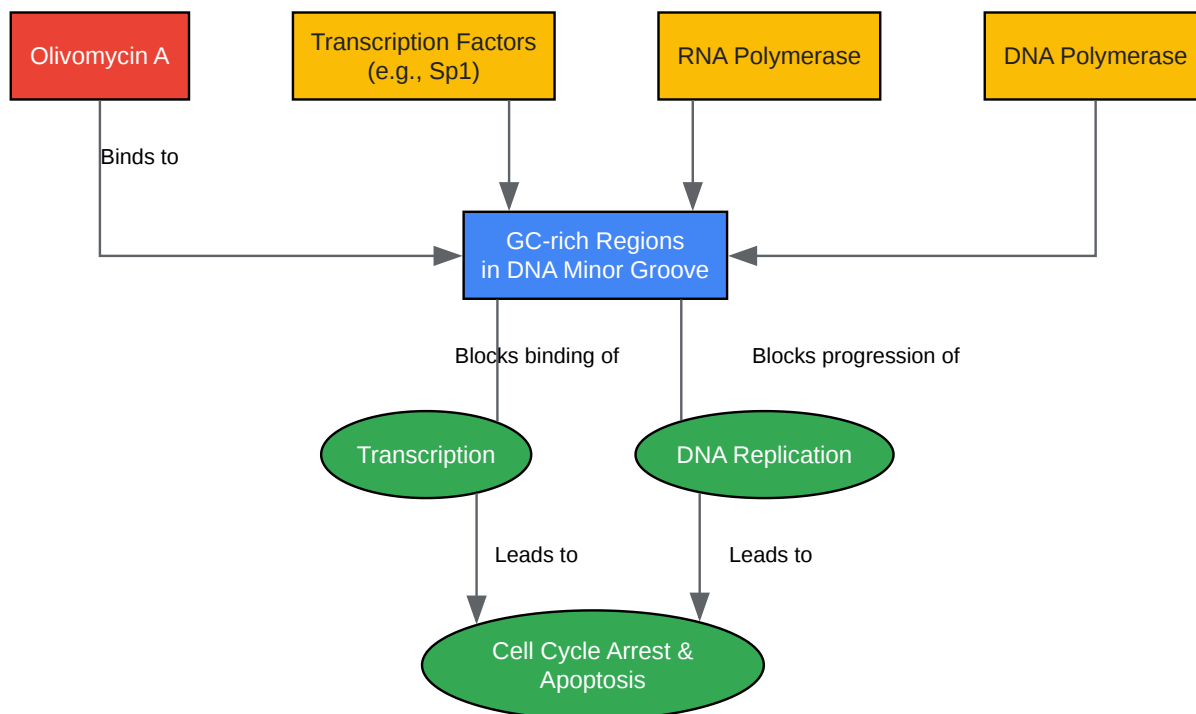 Olivomycin A
Transcription Factors
(e.g., Sp1)
RNA Polymerase
DNA Polymerase
Binds to
GC-rich Regions
in DNA Minor Groove
Blocks binding of
Blocks progression of
Transcription
DNA Replication
Leads to
Leads to
Cell Cycle Arrest &
Apoptosis